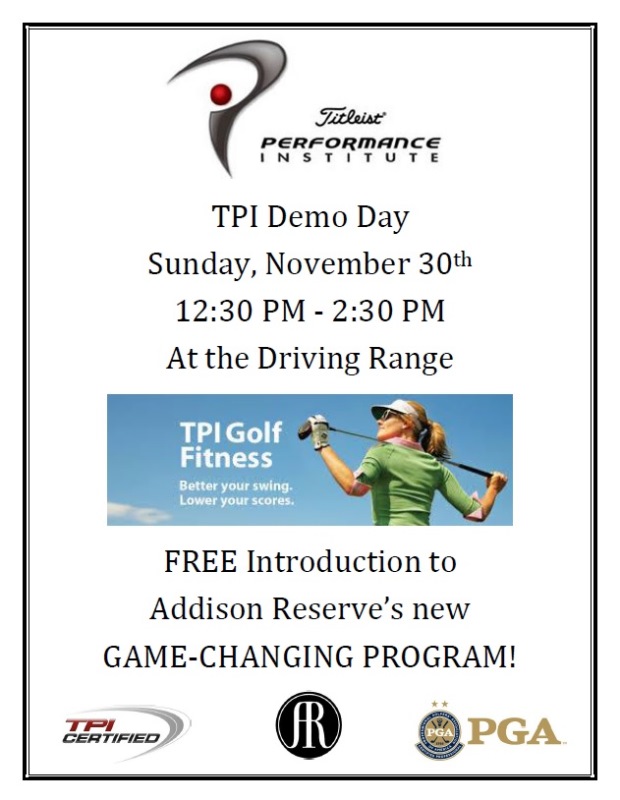 Titleist®
PERFORMANCE
INSTITUTE
TPI Demo Day
Sunday, November 30th
12:30 PM - 2:30 PM
At the Driving Range
TPI Golf
Fitness
Better your swing.
Lower your scores.
FREE Introduction to
Addison Reserve’s new
GAME-CHANGING PROGRAM!
TPI
CERTIFIED
AR
PGA
PGA